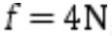 f = 4N